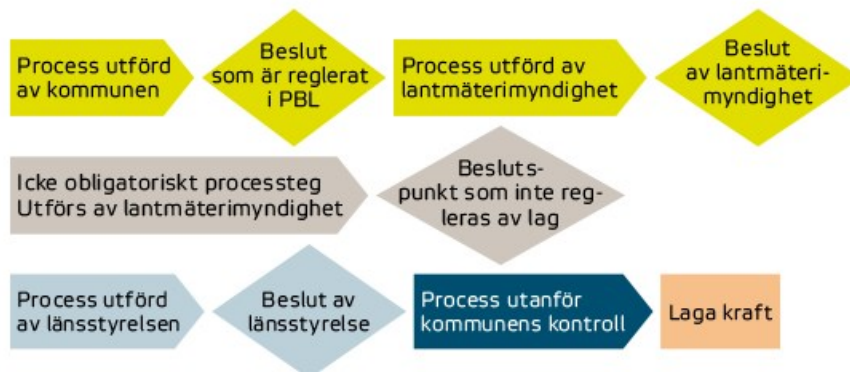 Process utförd
av kommunen
Beslut
som är reglerat
i PBL
Process utförd av
lantmäterimyndighet
Beslut
av lantmäteri-
myndighet
Icke obligatoriskt processteg
Utförs av lantmäterimyndighet
Besluts-
punkt som inte reg-
leras av lag
Process utförd
av länsstyrelsen
Beslut av
länsstyrelse
Process utanför
kommunens kontroll
Laga kraft